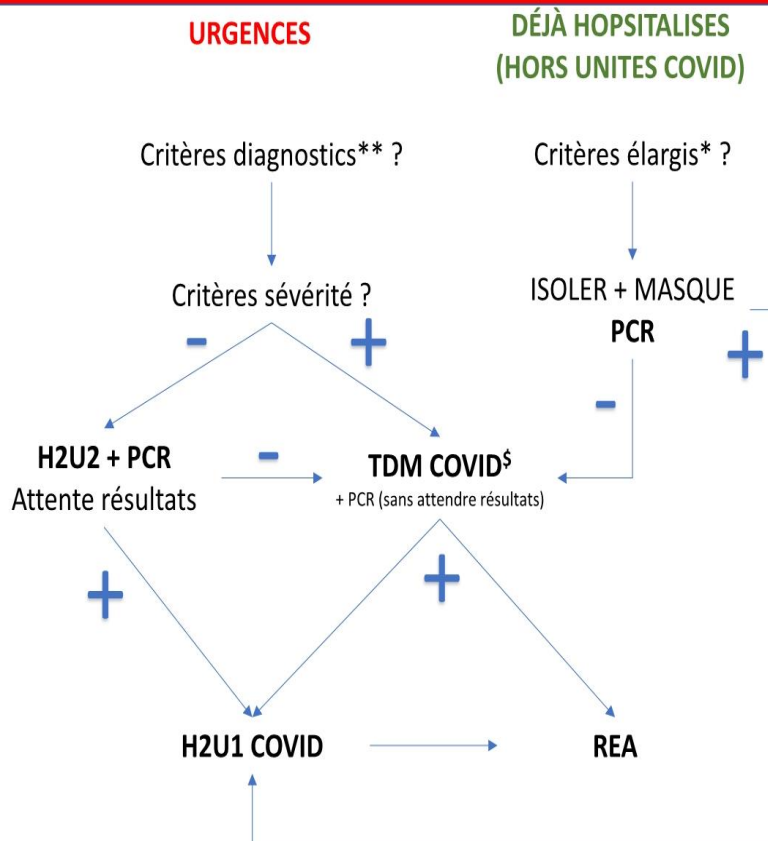 URGENCES
DÉJÀ HOPSITALISES
(HORS UNITES COVID)
Critères diagnostics** ?
Critères élargis* ?
Critères sévérité ?
ISOLER + MASQUE
PCR
-
+
+
-
H2U2 + PCR
Attente résultats
-
TDM COVID$
+ PCR (sans attendre résultats)
+
+
H2U1 COVID
REA